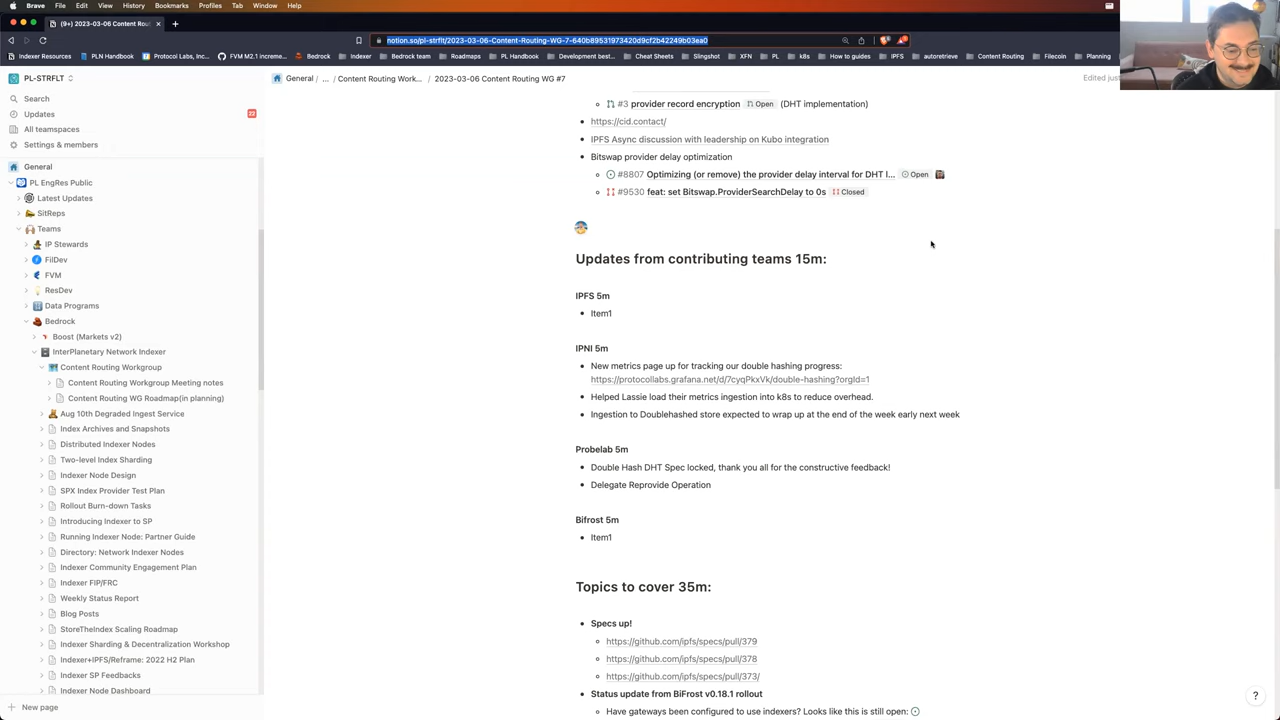 Brave File Edit View History Bookmarks Profiles Tab Window Help
(9+) 2023-03-06 Content Rout
notion.so/pl-strflt/2023-03-06-Content-Routing-WG-7-640b89531973420d9cf2b42249b03ea0
Indexer Resources PLN Handbook Protocol Labs, Inc... FVM M2.1 increme... Bedrock Indexer Bedrock team Roadmaps PL Handbook Development best... Cheat Sheets Slingshot XFN PL k8s How to guides IPFS autoretrieve Content Routing Filecoin Planning
PL-STRFLT
General / ... / Content Routing Work... / 2023-03-06 Content Routing WG #7
Edited just
Search
Updates 22
All teamspaces
Settings & members
General
PL EngRes Public
Latest Updates
SitReps
Teams
IP Stewards
FilDev
FVM
ResDev
Data Programs
Bedrock
Boost (Markets v2)
InterPlanetary Network Indexer
Content Routing Workgroup
Content Routing Workgroup Meeting notes
Content Routing WG Roadmap(in planning)
Aug 10th Degraded Ingest Service
Index Archives and Snapshots
Distributed Indexer Nodes
Two-level Index Sharding
Indexer Node Design
SPX Index Provider Test Plan
Rollout Burn-down Tasks
Introducing Indexer to SP
Running Indexer Node: Partner Guide
Directory: Network Indexer Nodes
Indexer Community Engagement Plan
Indexer FIP/FRC
Weekly Status Report
Blog Posts
StoreTheIndex Scaling Roadmap
Indexer Sharding & Decentralization Workshop
Indexer+IPFS/Reframe: 2022 H2 Plan
Indexer SP Feedbacks
Indexer Node Dashboard
New page
#3 provider record encryption Open (DHT implementation)
https://cid.contact/
IPFS Async discussion with leadership on Kubo integration
Bitswap provider delay optimization
#8807 Optimizing (or remove) the provider delay interval for DHT l... Open
#9530 feat: set Bitswap.ProviderSearchDelay to 0s Closed
Updates from contributing teams 15m:
IPFS 5m
Item1
IPNI 5m
New metrics page up for tracking our double hashing progress:
https://protocollabs.grafana.net/d/7cyqPkxVk/double-hashing?orgId=1
Helped Lassie load their metrics ingestion into k8s to reduce overhead.
Ingestion to Doublehashed store expected to wrap up at the end of the week early next week
Probelab 5m
Double Hash DHT Spec locked, thank you all for the constructive feedback!
Delegate Reprovide Operation
Bifrost 5m
Item1
Topics to cover 35m:
Specs up!
https://github.com/ipfs/specs/pull/379
https://github.com/ipfs/specs/pull/378
https://github.com/ipfs/specs/pull/373/
Status update from BiFrost v0.18.1 rollout
Have gateways been configured to use indexers? Looks like this is still open:
?